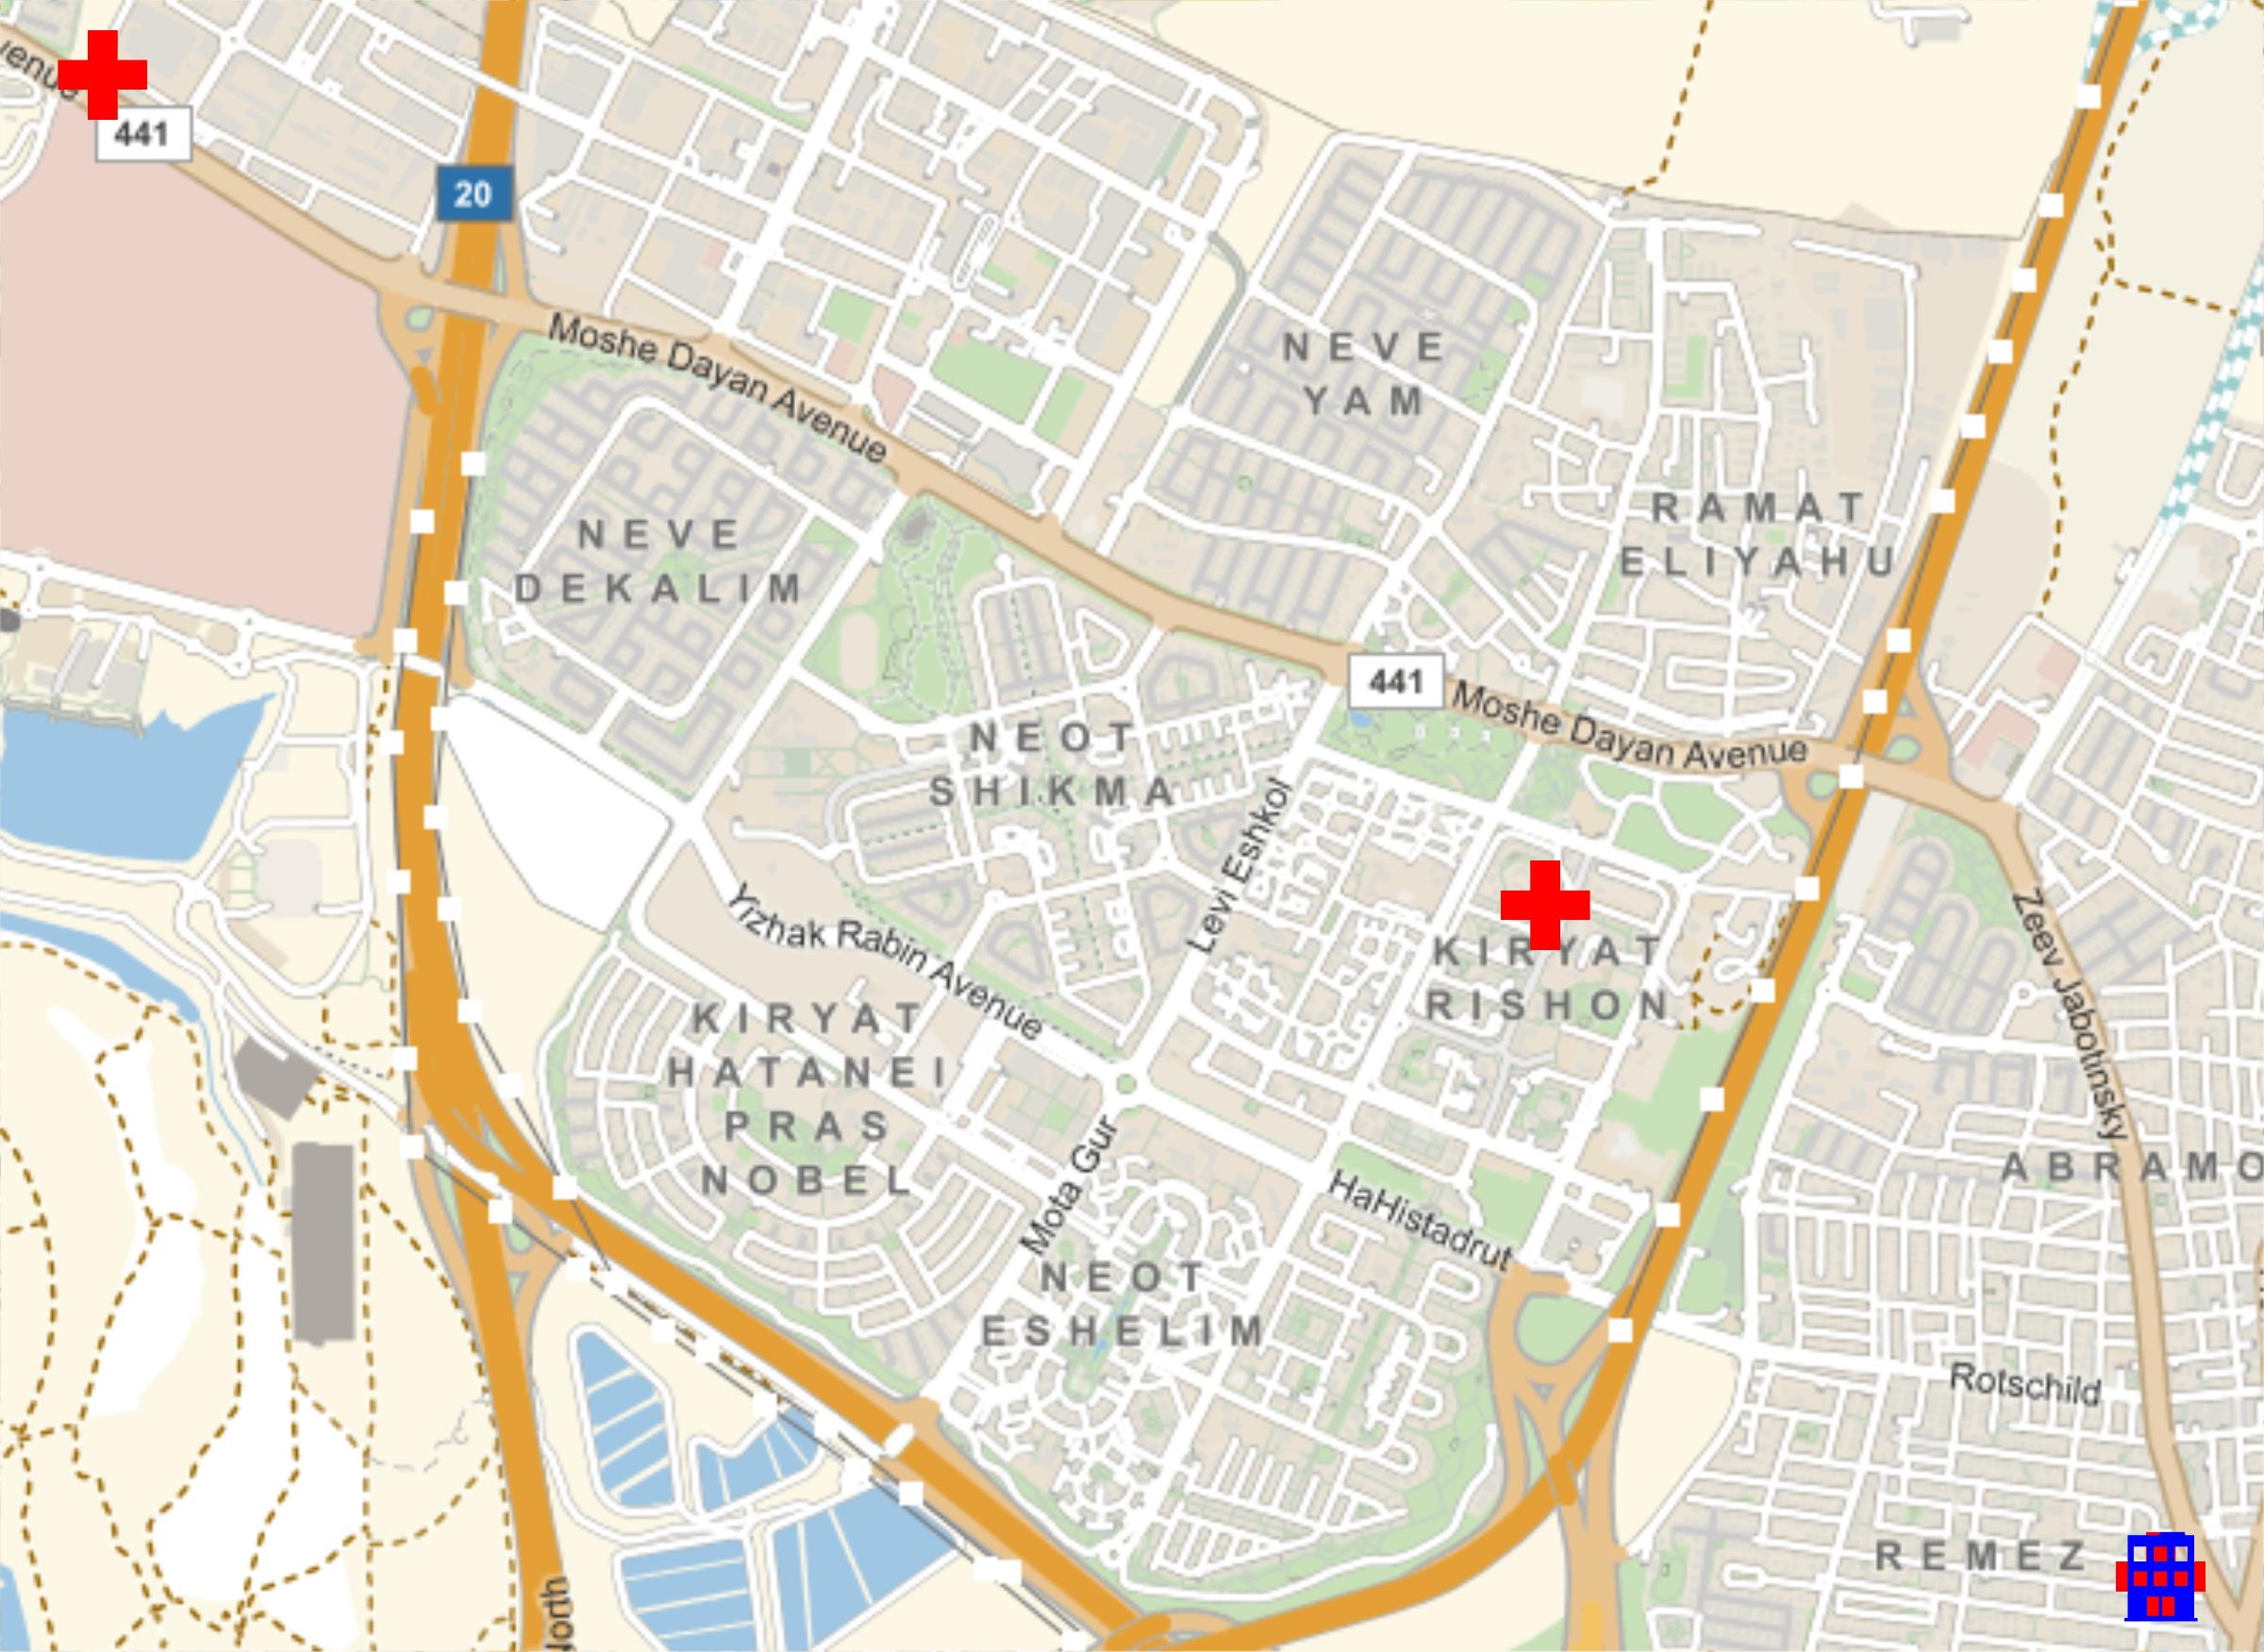 441
20
Moshe Dayan Avenue
NEVE
YAM
RAMAT
ELIYAHU
NEVE
DEKALIM
441
Moshe Dayan Avenue
NEOT
SHIKMA
Levi Eshkol
Yizhak Rabin Avenue
KIRYAT
RISHON
Zeev Jabotinsky
KIRYAT
HATANEI
PRAS
NOBEL
Mota Gur
HaHistadrut
ABRAMO
NEOT
ESHELIM
Rotschild
REMEZ
North